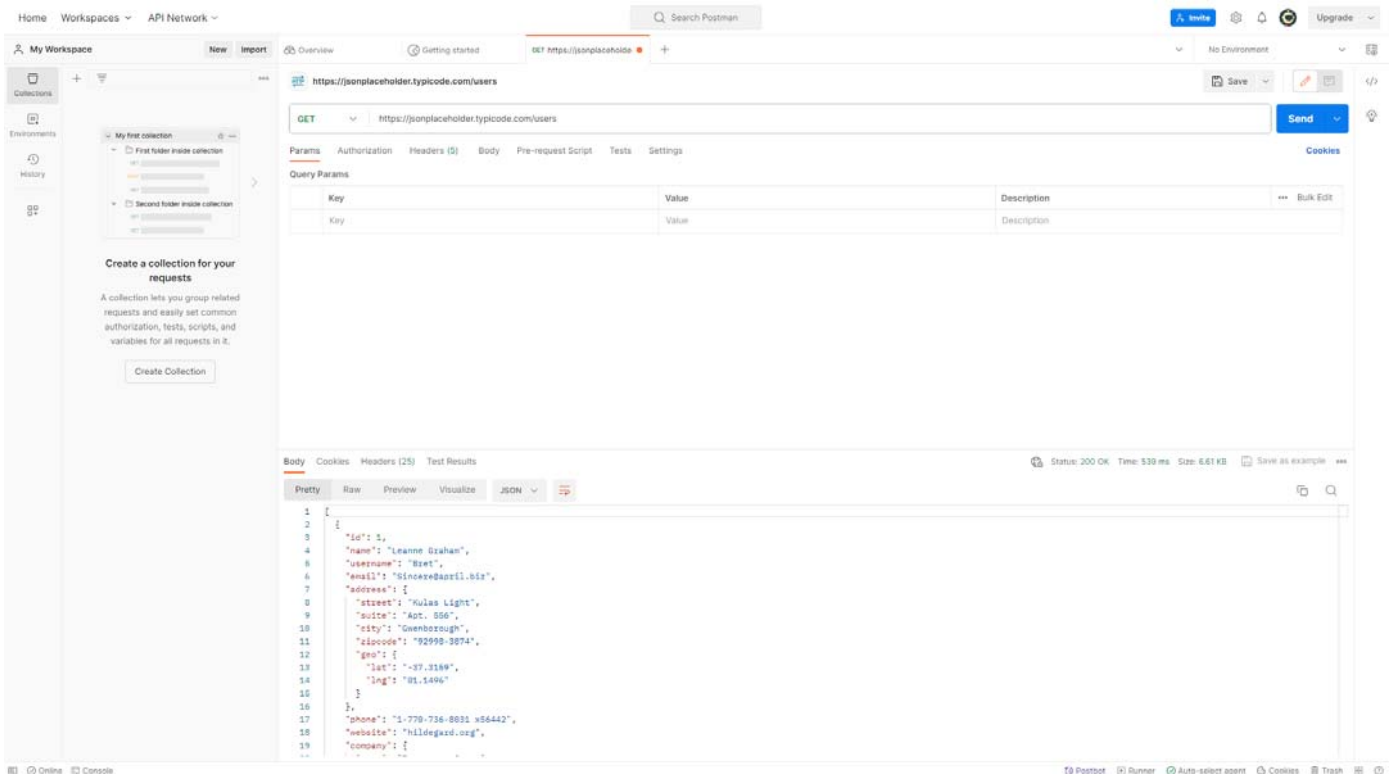 Home Workspaces API Network Search Postman Invite Upgrade
My Workspace New Import Overview Getting started GET https://jsonplaceholde No Environment
Collections
Environments
History
My first collection
First folder inside collection
Second folder inside collection
Create a collection for your
requests
A collection lets you group related
requests and easily set common
authorization, tests, scripts, and
variables for all requests in it.
Create Collection
https://jsonplaceholder.typicode.com/users Save
GET https://jsonplaceholder.typicode.com/users Send
Params Authorization Headers (5) Body Pre-request Script Tests Settings Cookies
Query Params
Key Value Description Bulk Edit
Key Value Description
Body Cookies Headers (25) Test Results Status: 200 OK Time: 539 ms Size: 6.61 KB Save as example
Pretty Raw Preview Visualize JSON
1 [
2 {
3 "id": 1,
4 "name": "Leanne Graham",
5 "username": "Bret",
6 "email": "Sincere@april.biz",
7 "address": {
8 "street": "Kulas Light",
9 "suite": "Apt. 556",
10 "city": "Gwenborough",
11 "zipcode": "92998-3874",
12 "geo": {
13 "lat": "-37.3159",
14 "lng": "81.1496"
15 }
16 },
17 "phone": "1-770-736-8031 x56442",
18 "website": "hildegard.org",
19 "company": {
Online Console Postbot Runner Auto-select agent Cookies Trash